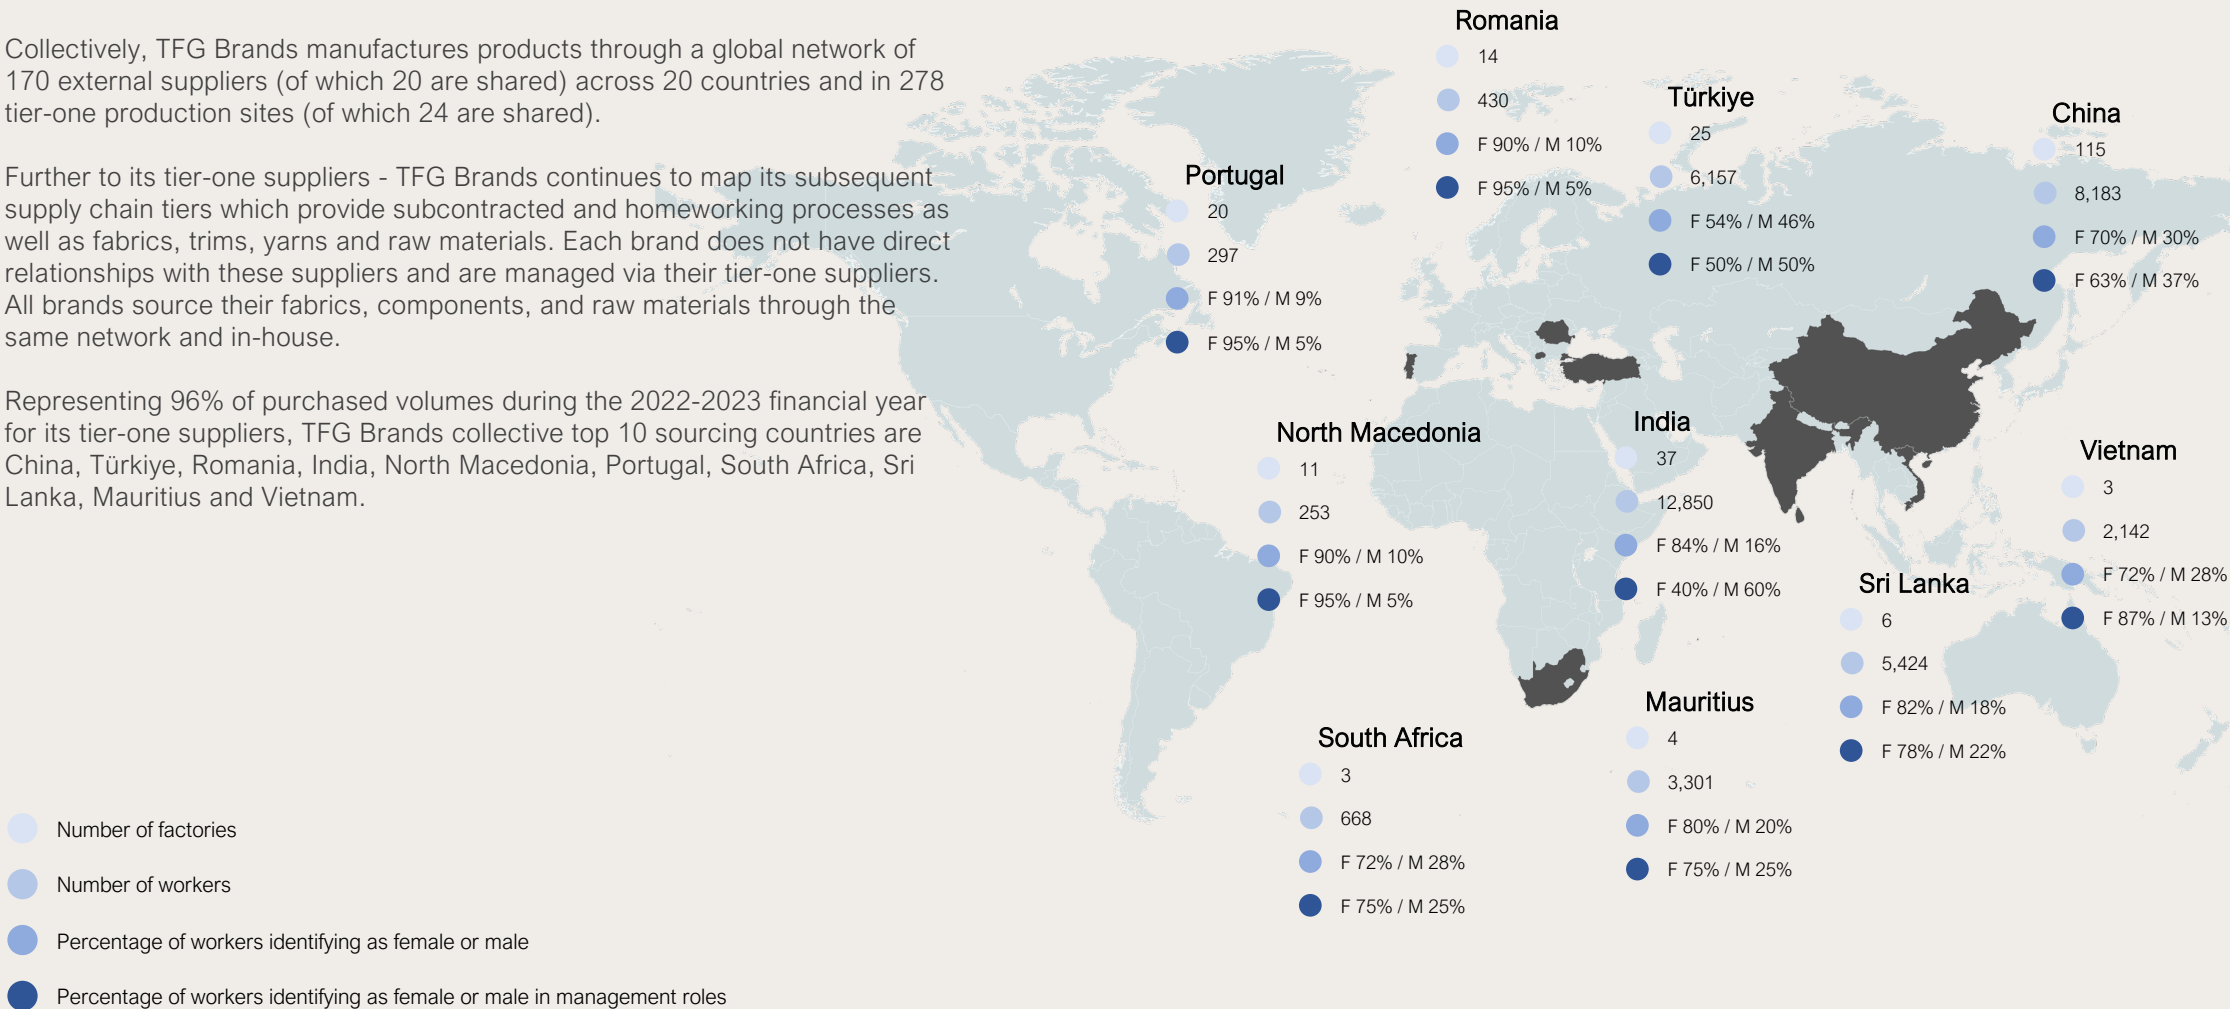 Collectively, TFG Brands manufactures products through a global network of
170 external suppliers (of which 20 are shared) across 20 countries and in 278
tier-one production sites (of which 24 are shared).
Further to its tier-one suppliers - TFG Brands continues to map its subsequent
supply chain tiers which provide subcontracted and homeworking processes as
well as fabrics, trims, yarns and raw materials. Each brand does not have direct
relationships with these suppliers and are managed via their tier-one suppliers.
All brands source their fabrics, components, and raw materials through the
same network and in-house.
Representing 96% of purchased volumes during the 2022-2023 financial year
for its tier-one suppliers, TFG Brands collective top 10 sourcing countries are
China, Türkiye, Romania, India, North Macedonia, Portugal, South Africa, Sri
Lanka, Mauritius and Vietnam.
Number of factories
Number of workers
Percentage of workers identifying as female or male
Percentage of workers identifying as female or male in management roles
Romania
14
430
F 90% / M 10%
F 95% / M 5%
Türkiye
25
6,157
F 54% / M 46%
F 50% / M 50%
China
115
8,183
F 70% / M 30%
F 63% / M 37%
Portugal
20
297
F 91% / M 9%
F 95% / M 5%
North Macedonia
11
253
F 90% / M 10%
F 95% / M 5%
India
37
12,850
F 84% / M 16%
F 40% / M 60%
Vietnam
3
2,142
F 72% / M 28%
F 87% / M 13%
Sri Lanka
6
5,424
F 82% / M 18%
F 78% / M 22%
Mauritius
4
3,301
F 80% / M 20%
F 75% / M 25%
South Africa
3
668
F 72% / M 28%
F 75% / M 25%